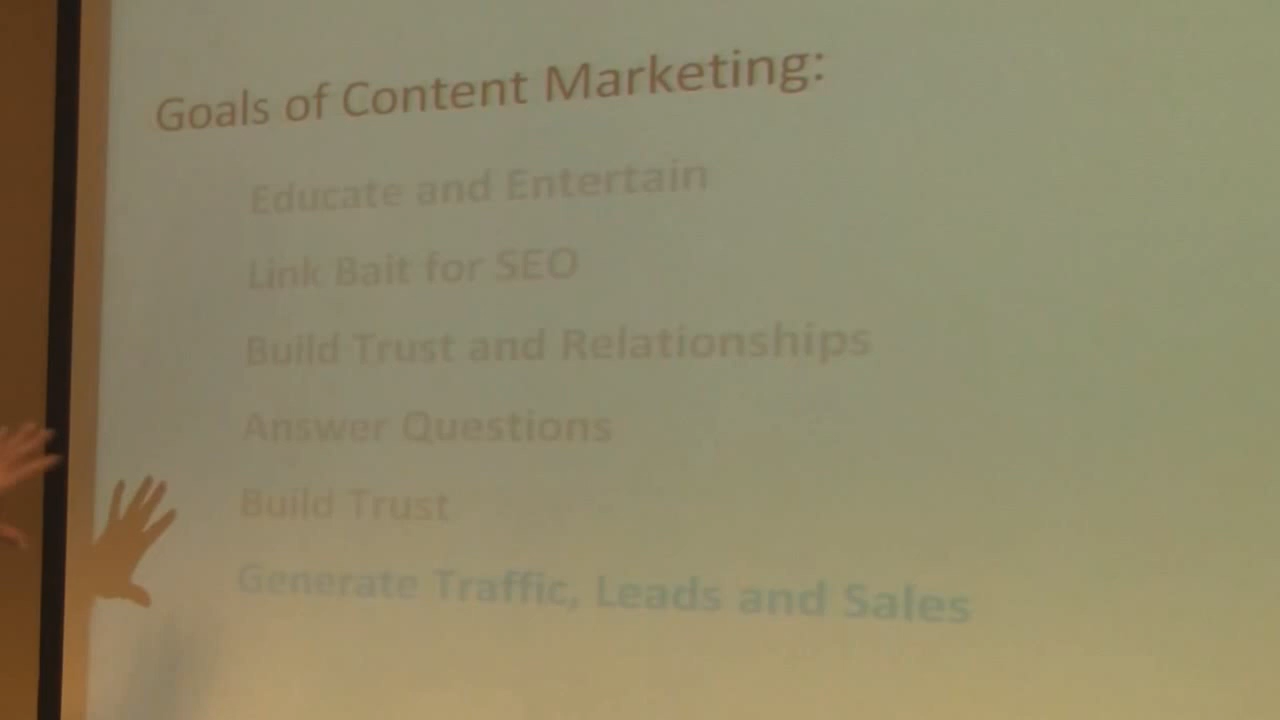 Goals of Content Marketing:
Educate and Entertain
Link Bait for SEO
Build Trust and Relationships
Answer Questions
Build Trust
Generate Traffic, Leads and Sales